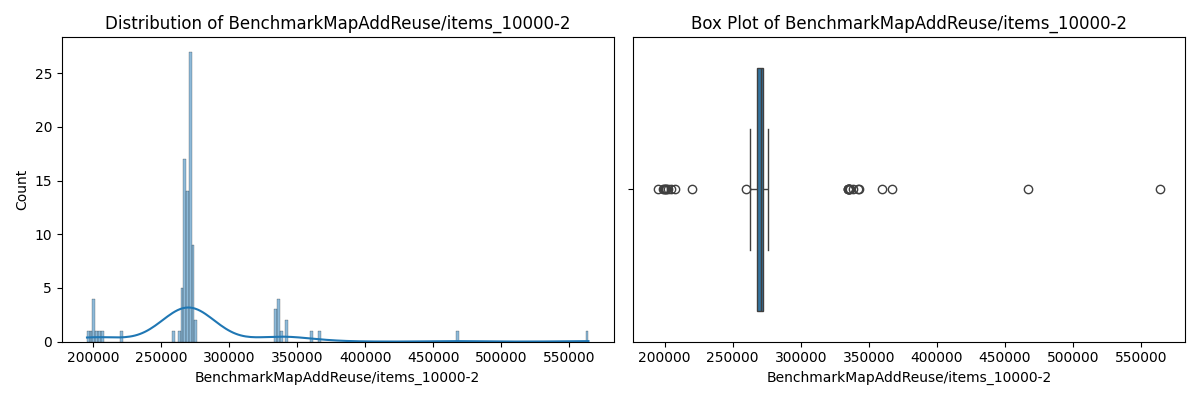 Distribution of BenchmarkMapAddReuse/items_10000-2
Count
25
20
15
10
5
0
200000 250000 300000 350000 400000 450000 500000 550000
BenchmarkMapAddReuse/items_10000-2
Box Plot of BenchmarkMapAddReuse/items_10000-2
200000 250000 300000 350000 400000 450000 500000 550000
BenchmarkMapAddReuse/items_10000-2